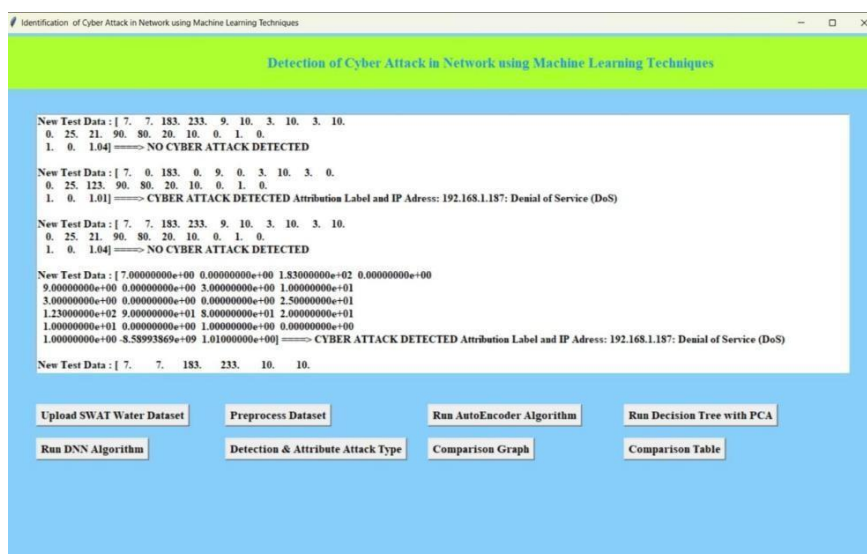 Identification of Cyber Attack in Network using Machine Learning Techniques
Detection of Cyber Attack in Network using Machine Learning Techniques
New Test Data : [ 7. 7. 183. 233. 9. 10. 3. 10. 3. 10.
0. 25. 21. 90. 80. 20. 10. 0. 1. 0.
1. 0. 1.04] ====> NO CYBER ATTACK DETECTED
New Test Data : [ 7. 0. 183. 0. 9. 0. 3. 10. 3. 0.
0. 25. 123. 90. 80. 20. 10. 0. 1. 0.
1. 0. 1.01] ====> CYBER ATTACK DETECTED Attribution Label and IP Adress: 192.168.1.187: Denial of Service (DoS)
New Test Data : [ 7. 7. 183. 233. 9. 10. 3. 10. 3. 10.
0. 25. 21. 90. 80. 20. 10. 0. 1. 0.
1. 0. 1.04] ====> NO CYBER ATTACK DETECTED
New Test Data : [ 7.00000000e+00 0.00000000e+00 1.83000000e+02 0.00000000e+00
9.00000000e+00 0.00000000e+00 3.00000000e+00 1.00000000e+01
3.00000000e+00 0.00000000e+00 0.00000000e+00 2.50000000e+01
1.23000000e+02 9.00000000e+01 8.00000000e+01 2.00000000e+01
1.00000000e+01 0.00000000e+00 1.00000000e+00 0.00000000e+00
1.00000000e+00 -8.58993869e+09 1.01000000e+00] ====> CYBER ATTACK DETECTED Attribution Label and IP Adress: 192.168.1.187: Denial of Service (DoS)
New Test Data : [ 7. 7. 183. 233. 10. 10.
Upload SWAT Water Dataset Preprocess Dataset Run AutoEncoder Algorithm Run Decision Tree with PCA
Run DNN Algorithm Detection & Attribute Attack Type Comparison Graph Comparison Table